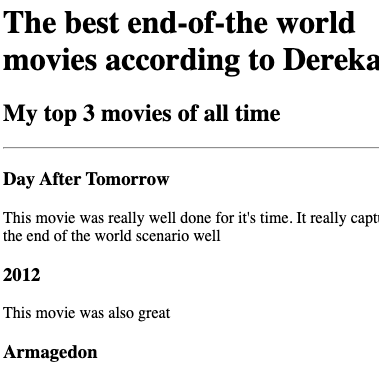 The best end-of-the world
movies according to Dereka
My top 3 movies of all time
Day After Tomorrow
This movie was really well done for it's time. It really
the end of the world scenario well
2012
This movie was also great
Armagedon